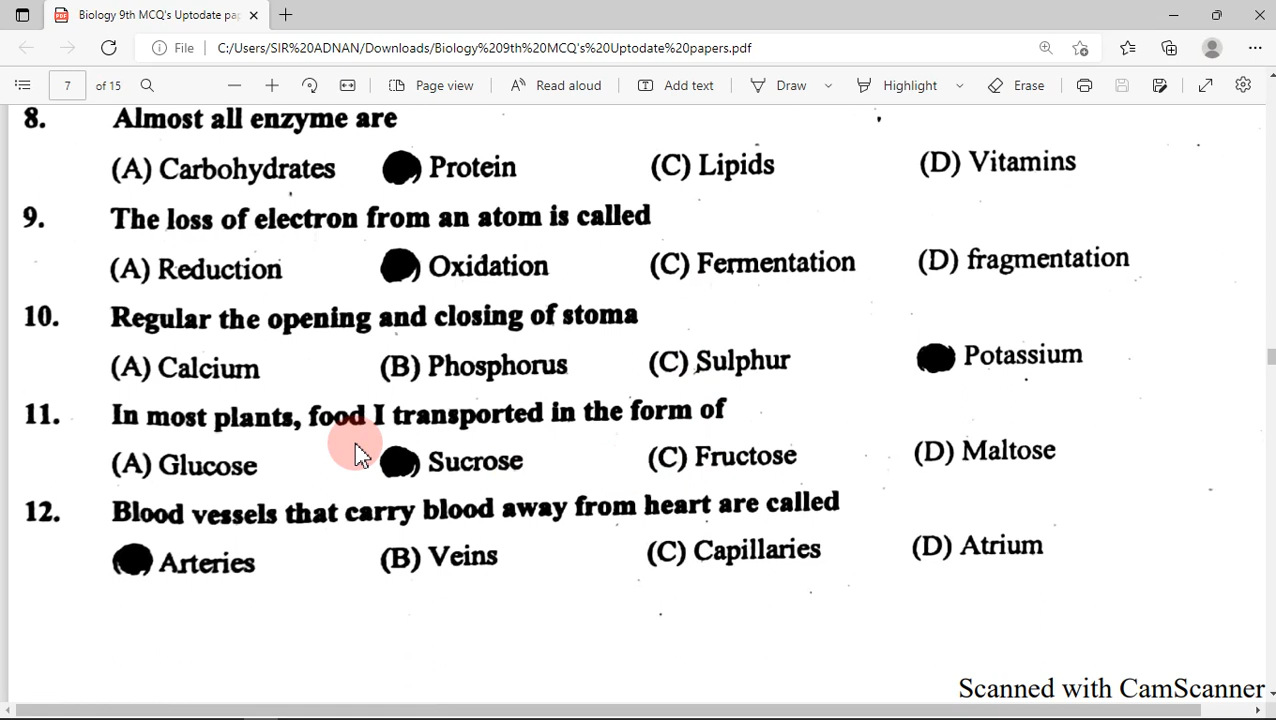 Biology 9th MCQ's Uptodate pap
File C:/Users/SIR%20ADNAN/Downloads/Biology%209th%20MCQ's%20Uptodate%20papers.pdf
7 of 15 Page view Read aloud Add text Draw Highlight Erase
8. Almost all enzyme are
(A) Carbohydrates Protein (C) Lipids (D) Vitamins
9. The loss of electron from an atom is called
(A) Reduction Oxidation (C) Fermentation (D) fragmentation
10. Regular the opening and closing of stoma
(A) Calcium (B) Phosphorus (C) Sulphur Potassium
11. In most plants, food I transported in the form of
(A) Glucose Sucrose (C) Fructose (D) Maltose
12. Blood vessels that carry blood away from heart are called
Arteries (B) Veins (C) Capillaries (D) Atrium
Scanned with CamScanner